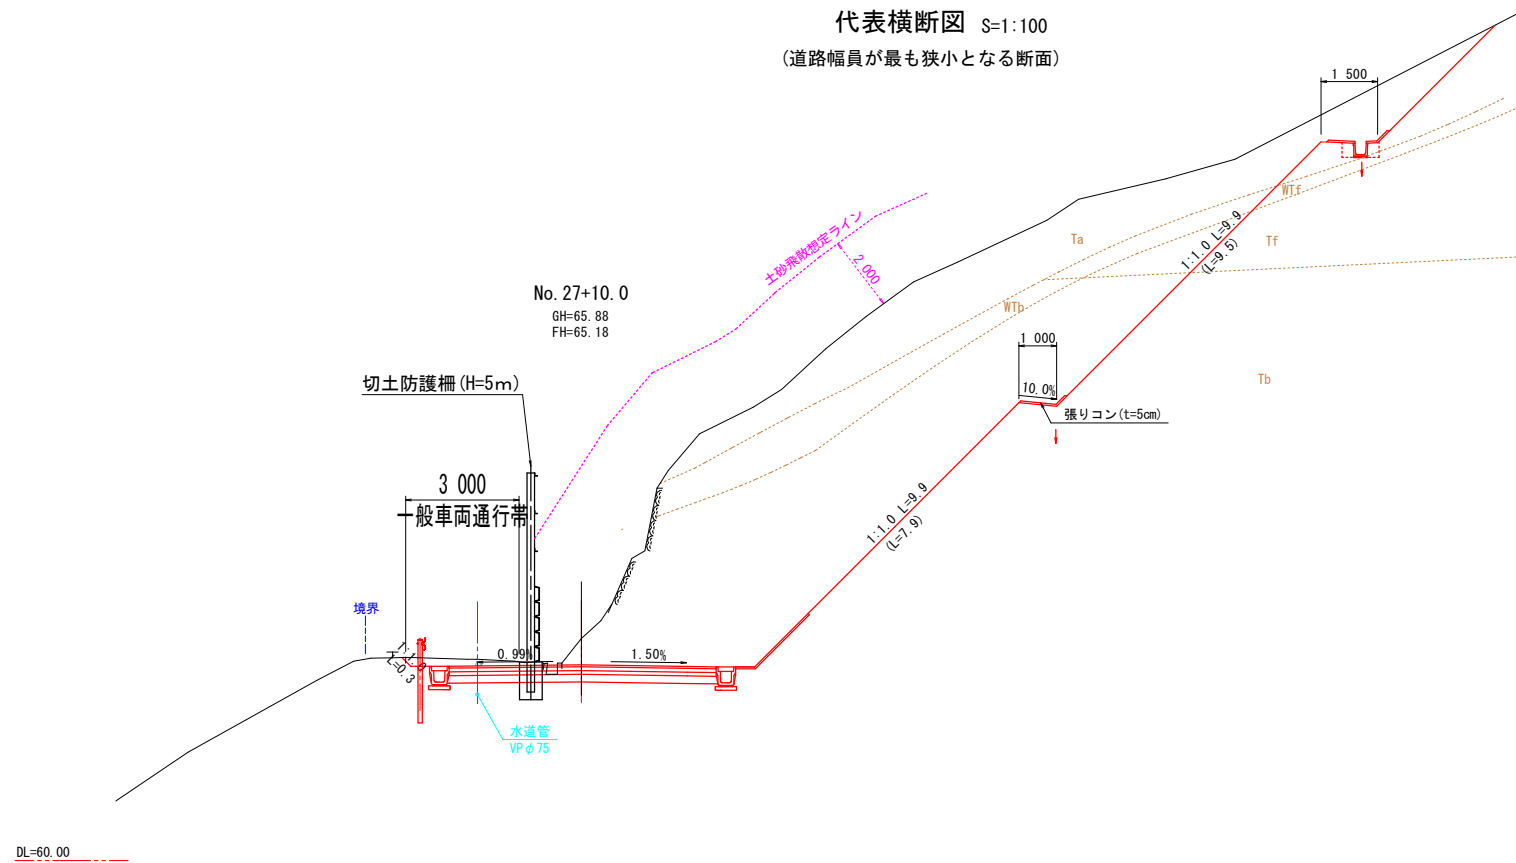 代表横断図 S=1:100
(道路幅員が最も狭小となる断面)
1 500
WTf
Ta
Tf
1:1.0 L=9.9
(L=9.5)
土砂飛散想定ライン
2,000
No.27+10.0
GH=65.88
FH=65.18
WTb
1 000
10.0%
Tb
張りコン(t=5cm)
切土防護柵(H=5m)
3 000
一般車両通行帯
1:1.0 L=9.9
(L=7.9)
境界
1:1.0
L=0.3
0.99%
1.50%
水道管
VPφ75
DL=60.00